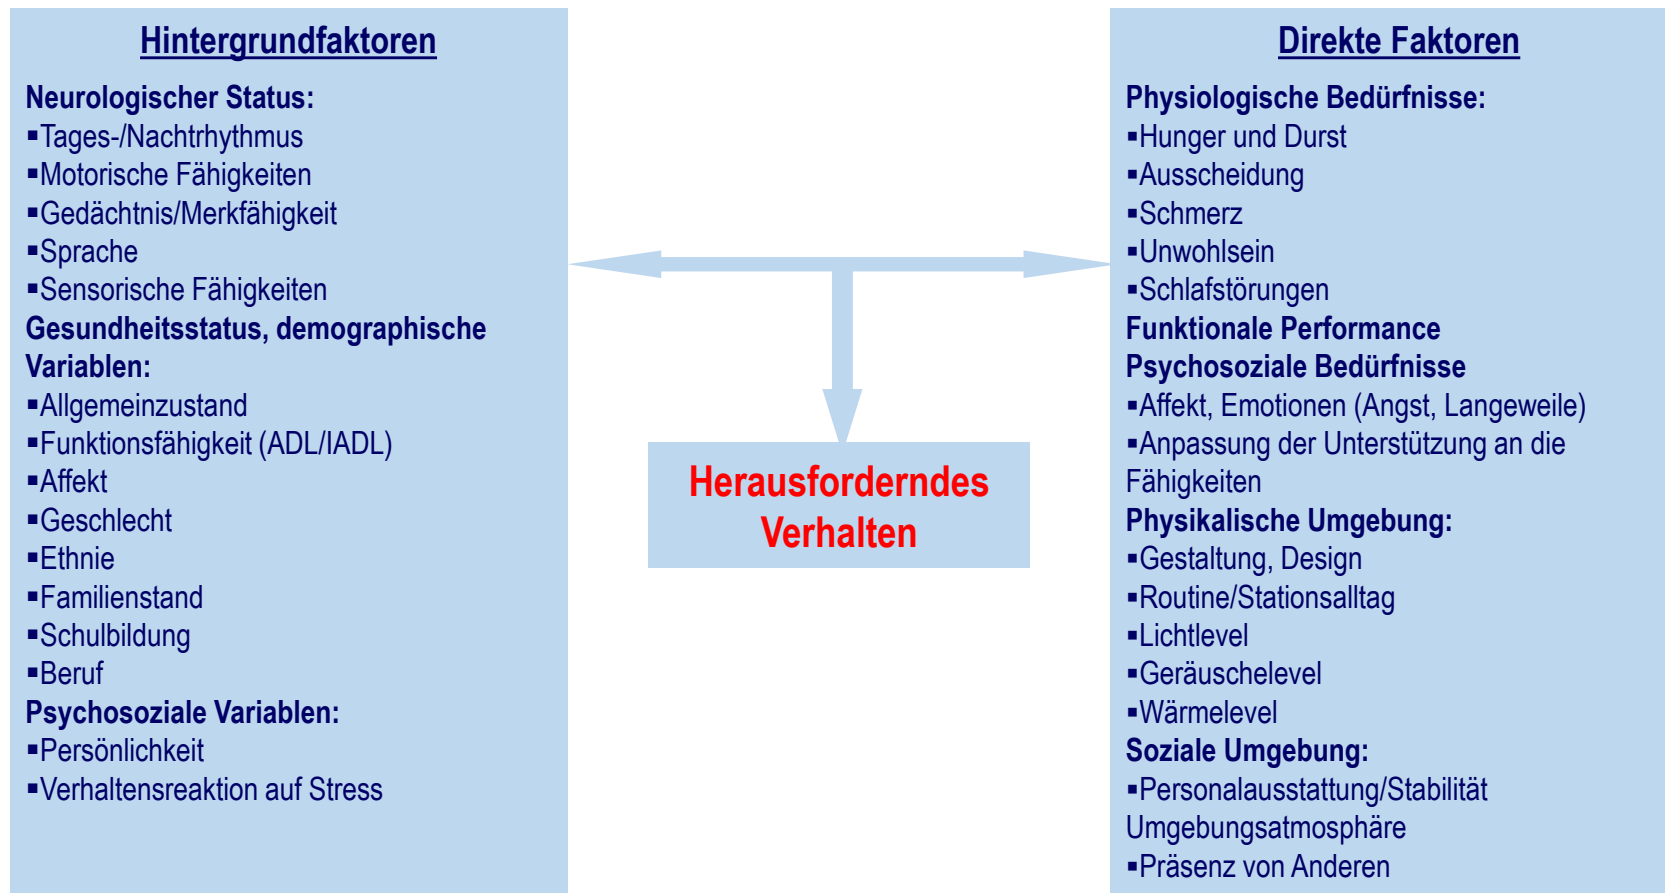 Hintergrundfaktoren
Neurologischer Status:
▪Tages-/Nachtrhythmus
▪Motorische Fähigkeiten
▪Gedächtnis/Merkfähigkeit
▪Sprache
▪Sensorische Fähigkeiten
Gesundheitsstatus, demographische
Variablen:
▪Allgemeinzustand
▪Funktionsfähigkeit (ADL/IADL)
▪Affekt
▪Geschlecht
▪Ethnie
▪Familienstand
▪Schulbildung
▪Beruf
Psychosoziale Variablen:
▪Persönlichkeit
▪Verhaltensreaktion auf Stress
Herausforderndes
Verhalten
Direkte Faktoren
Physiologische Bedürfnisse:
▪Hunger und Durst
▪Ausscheidung
▪Schmerz
▪Unwohlsein
▪Schlafstörungen
Funktionale Performance
Psychosoziale Bedürfnisse
▪Affekt, Emotionen (Angst, Langeweile)
▪Anpassung der Unterstützung an die
Fähigkeiten
Physikalische Umgebung:
▪Gestaltung, Design
▪Routine/Stationsalltag
▪Lichtlevel
▪Geräuschelevel
▪Wärmelevel
Soziale Umgebung:
▪Personalausstattung/Stabilität
Umgebungsatmosphäre
▪Präsenz von Anderen